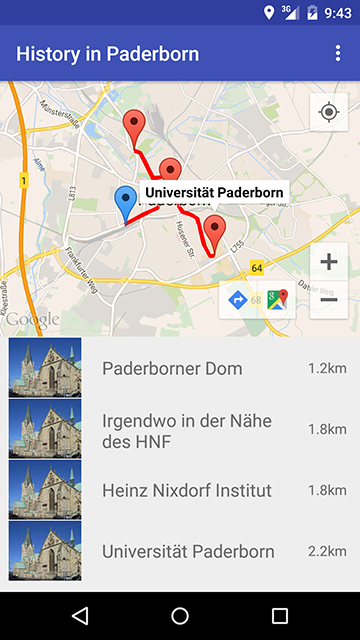 3G
9:43
History in Paderborn
Münsterstraße
Alme
1
L813
Universität Paderborn
Husener Str.
L755
Frankfurter Weg
64
68
Kleestraße
Google
Paderborner Dom
1.2km
Irgendwo in der Nähe
des HNF
1.8km
Heinz Nixdorf Institut
1.8km
Universität Paderborn
2.2km